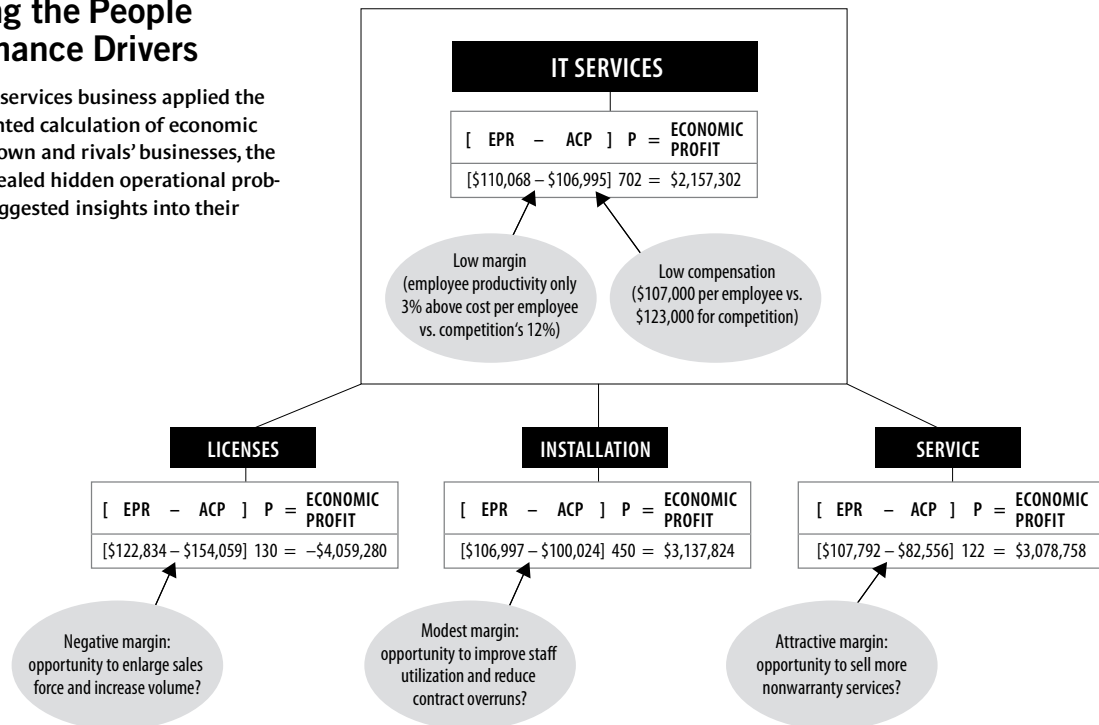 ng the People
nance Drivers
services business applied the
nted calculation of economic
own and rivals’ businesses, the
ealed hidden operational prob-
ggested insights into their
IT SERVICES
[ EPR – ACP ] P = ECONOMIC
PROFIT
[$110,068 – $106,995] 702 = $2,157,302
Low margin
(employee productivity only
3% above cost per employee
vs. competition‘s 12%)
Low compensation
($107,000 per employee vs.
$123,000 for competition)
LICENSES
[ EPR – ACP ] P = ECONOMIC
PROFIT
[$122,834 – $154,059] 130 = –$4,059,280
Negative margin:
opportunity to enlarge sales
force and increase volume?
INSTALLATION
[ EPR – ACP ] P = ECONOMIC
PROFIT
[$106,997 – $100,024] 450 = $3,137,824
Modest margin:
opportunity to improve staff
utilization and reduce
contract overruns?
SERVICE
[ EPR – ACP ] P = ECONOMIC
PROFIT
[$107,792 – $82,556] 122 = $3,078,758
Attractive margin:
opportunity to sell more
nonwarranty services?